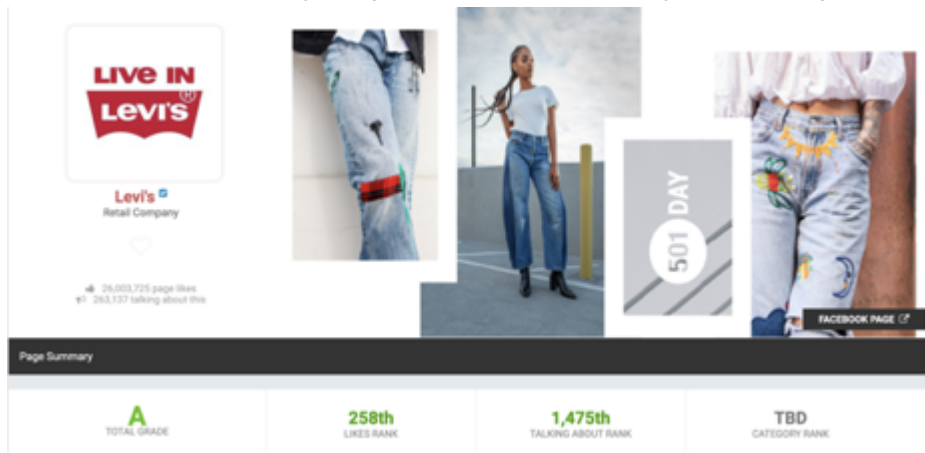 LIVE IN
LEVI'S
®
Levi's
Retail Company
26,003,725 page likes
263,137 talking about this
501 DAY
FACEBOOK PAGE
Page Summary
A
TOTAL GRADE
258th
LIKES RANK
1,475th
TALKING ABOUT RANK
TBD
CATEGORY RANK